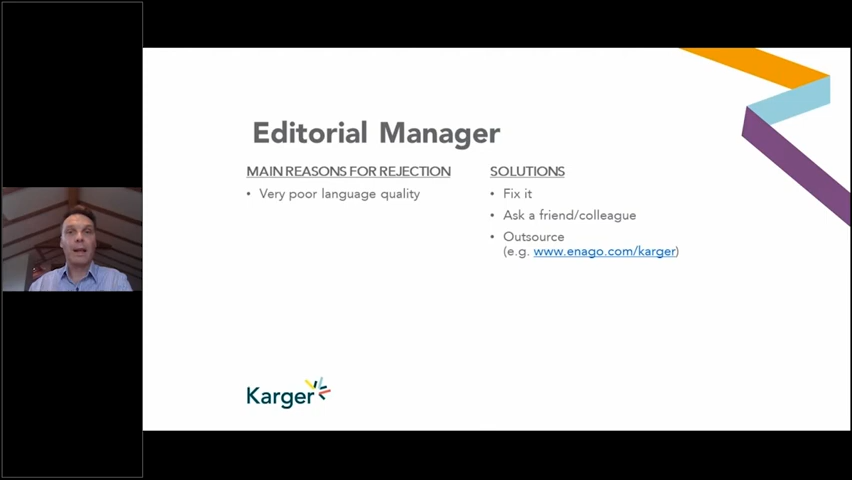 Editorial Manager
MAIN REASONS FOR REJECTION
• Very poor language quality
SOLUTIONS
• Fix it
• Ask a friend/colleague
• Outsource
(e.g. www.enago.com/karger)
Karger